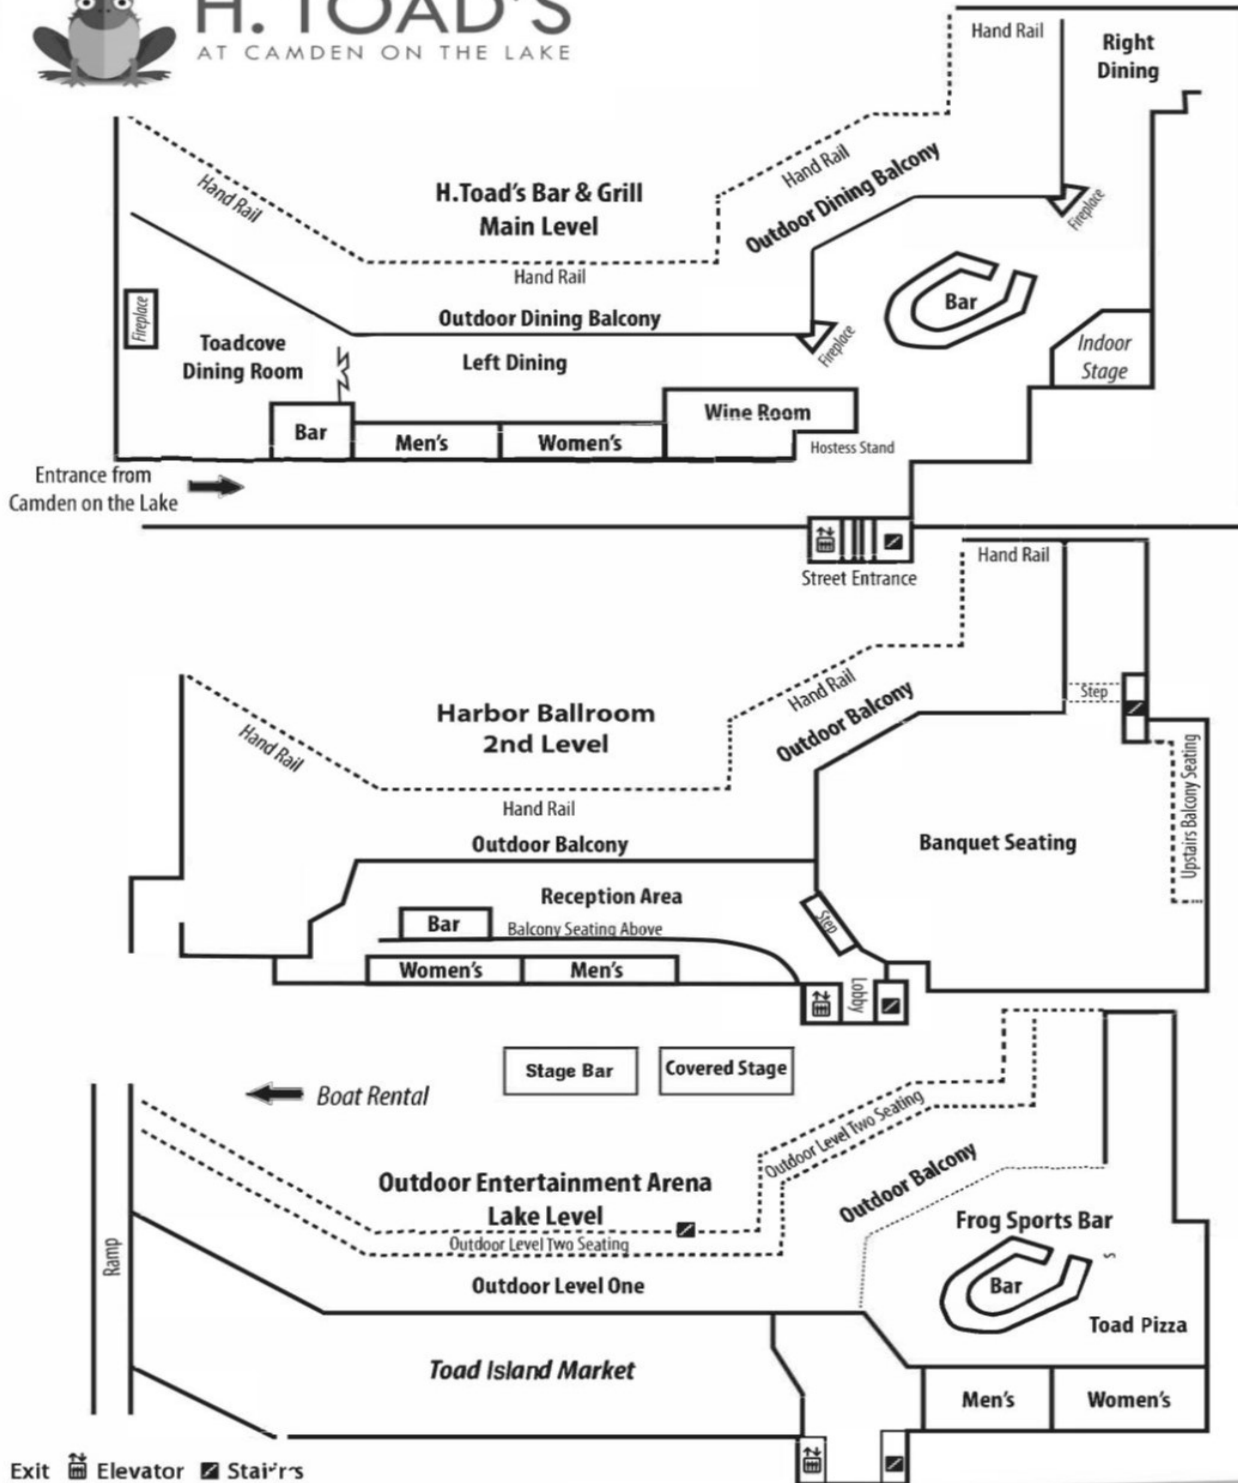 H. TOAD'S
AT CAMDEN ON THE LAKE
Hand Rail
Right
Dining
Hand Rail
Hand Rail
Outdoor Dining Balcony
H.Toad's Bar & Grill
Main Level
Hand Rail
Fireplace
Fireplace
Outdoor Dining Balcony
Fireplace
Bar
Toadcove
Dining Room
Left Dining
Indoor
Stage
Bar
Men's
Women's
Wine Room
Hostess Stand
Entrance from
Camden on the Lake
Street Entrance
Hand Rail
Hand Rail
Hand Rail
Outdoor Balcony
Step
Harbor Ballroom
2nd Level
Hand Rail
Outdoor Balcony
Banquet Seating
Upstairs Balcony Seating
Reception Area
Bar
Balcony Seating Above
Step
Women's
Men's
Lobby
Stage Bar
Covered Stage
Boat Rental
Outdoor Level Two Seating
Outdoor Balcony
Outdoor Entertainment Arena
Lake Level
Outdoor Level Two Seating
Frog Sports Bar
Ramp
Outdoor Level One
Bar
s
Toad Pizza
Toad Island Market
Men's
Women's
Exit Elevator